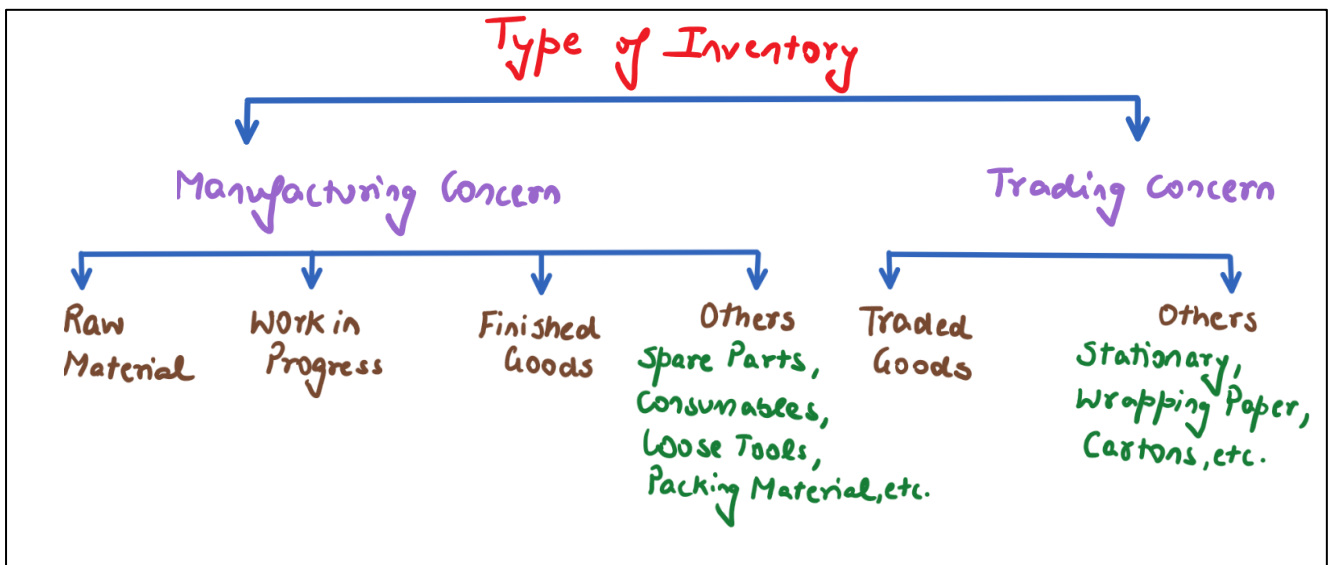 Type of Inventory
Manufacturing Concern
Trading Concern
Raw
Material
Work in
Progress
Finished
Goods
Others
Spare Parts,
Consumables,
Loose Tools,
Packing Material, etc.
Traded
Goods
Others
Stationary,
Wrapping Paper,
Cartons, etc.